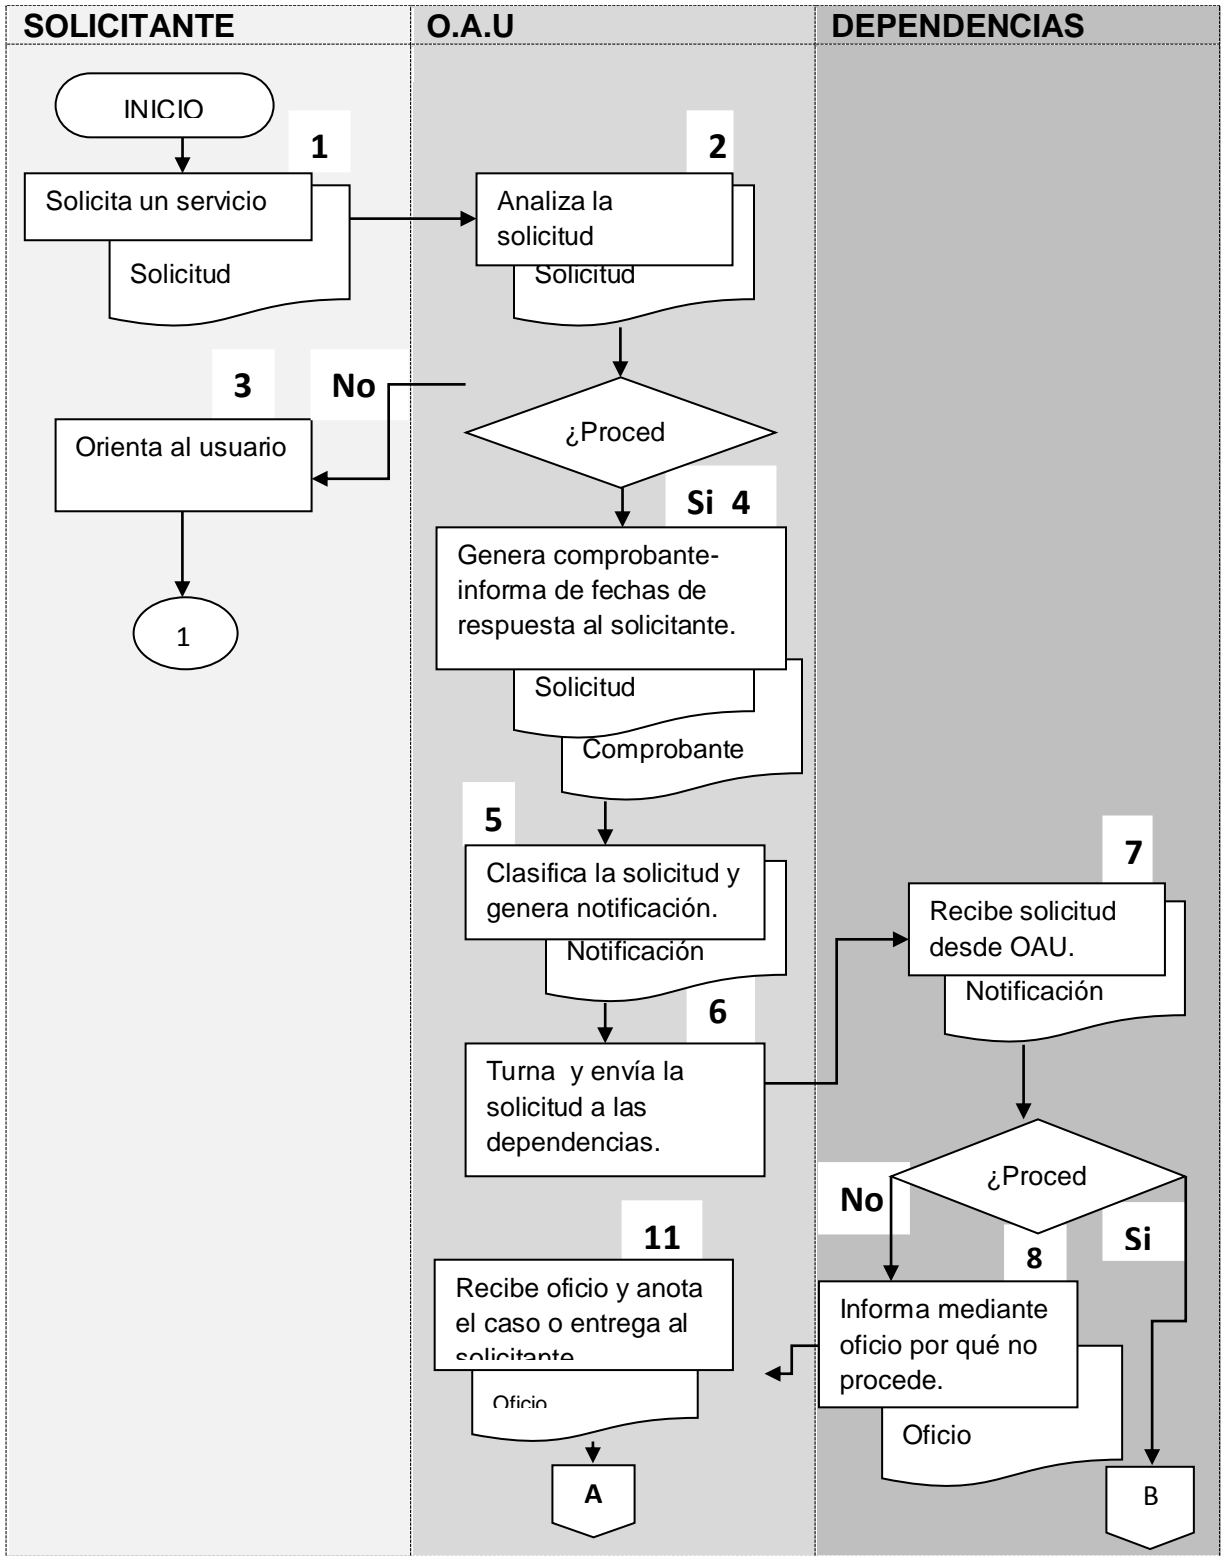 SOLICITANTE
O.A.U
DEPENDENCIAS
INICIO
1
Solicita un servicio
Solicitud
2
Analiza la
solicitud
Solicitud
3
No
Orienta al usuario
1
¿Proced
Si 4
Genera comprobante-
informa de fechas de
respuesta al solicitante.
Solicitud
Comprobante
5
Clasifica la solicitud y
genera notificación.
Notificación
6
Turna y envía la
solicitud a las
dependencias.
7
Recibe solicitud
desde OAU.
Notificación
¿Proced
No
Si
8
Informa mediante
oficio por qué no
procede.
Oficio
11
Recibe oficio y anota
el caso o entrega al
solicitante
Oficio
A
B